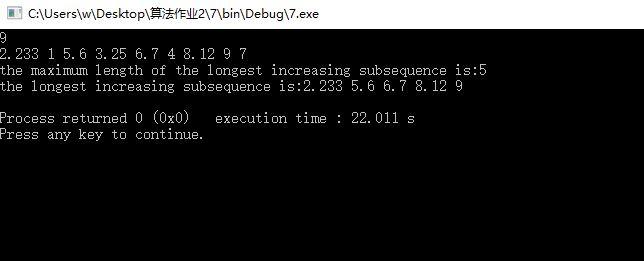 C:\Users\w\Desktop\算法作业2\7\bin\Debug\7.exe
9
2.233 1 5.6 3.25 6.7 4 8.12 9 7
the maximum length of the longest increasing subsequence is:5
the longest increasing subsequence is:2.233 5.6 6.7 8.12 9
Process returned 0 (0x0)   execution time : 22.011 s
Press any key to continue.